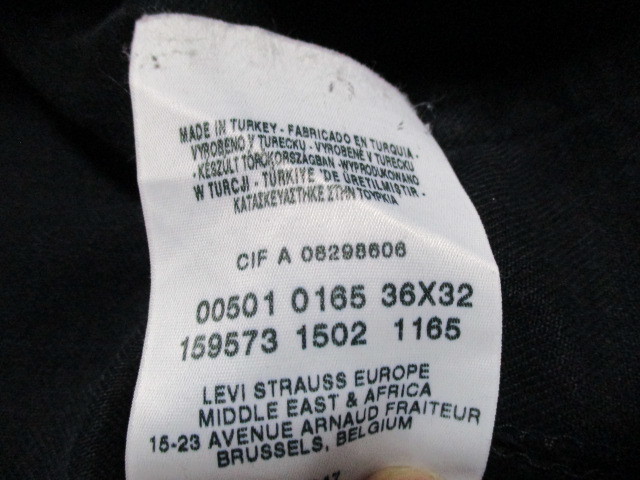 MADE IN TURKEY - FABRICADO EN TURQUIA -
VYROBENO V TURECKU - VYROBENÉ V TURECKU
- KÉSZÜLT TÖRÖKORSZÁGBAN - WYPRODUKOWANO
W TURCJI - TÜRKIYE 'DE ÜRETILMISTIR -
ΚΑΤΑΣΚΕΥΑΣΤΗΚΕ ΣΤΗΝ ΤΟΥΡΚΙΑ
CIF A 08298606
00501 0165 36X32
159573 1502 1165
LEVI STRAUSS EUROPE
MIDDLE EAST & AFRICA
15-23 AVENUE ARNAUD FRAITEUR
BRUSSELS, BELGIUM